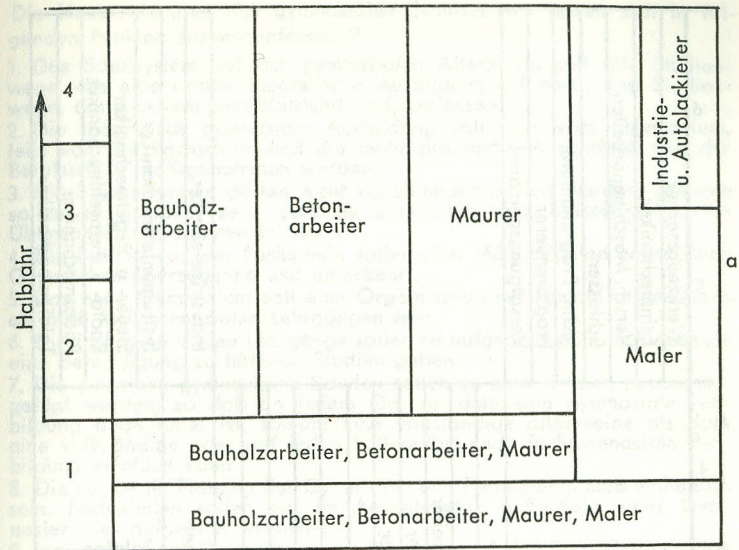 Halbjahr
4
3
2
1
Bauholz-
arbeiter
Beton-
arbeiter
Maurer
Industrie-
u. Autolackierer
Maler
a
Bauholzarbeiter, Betonarbeiter, Maurer
Bauholzarbeiter, Betonarbeiter, Maurer, Maler